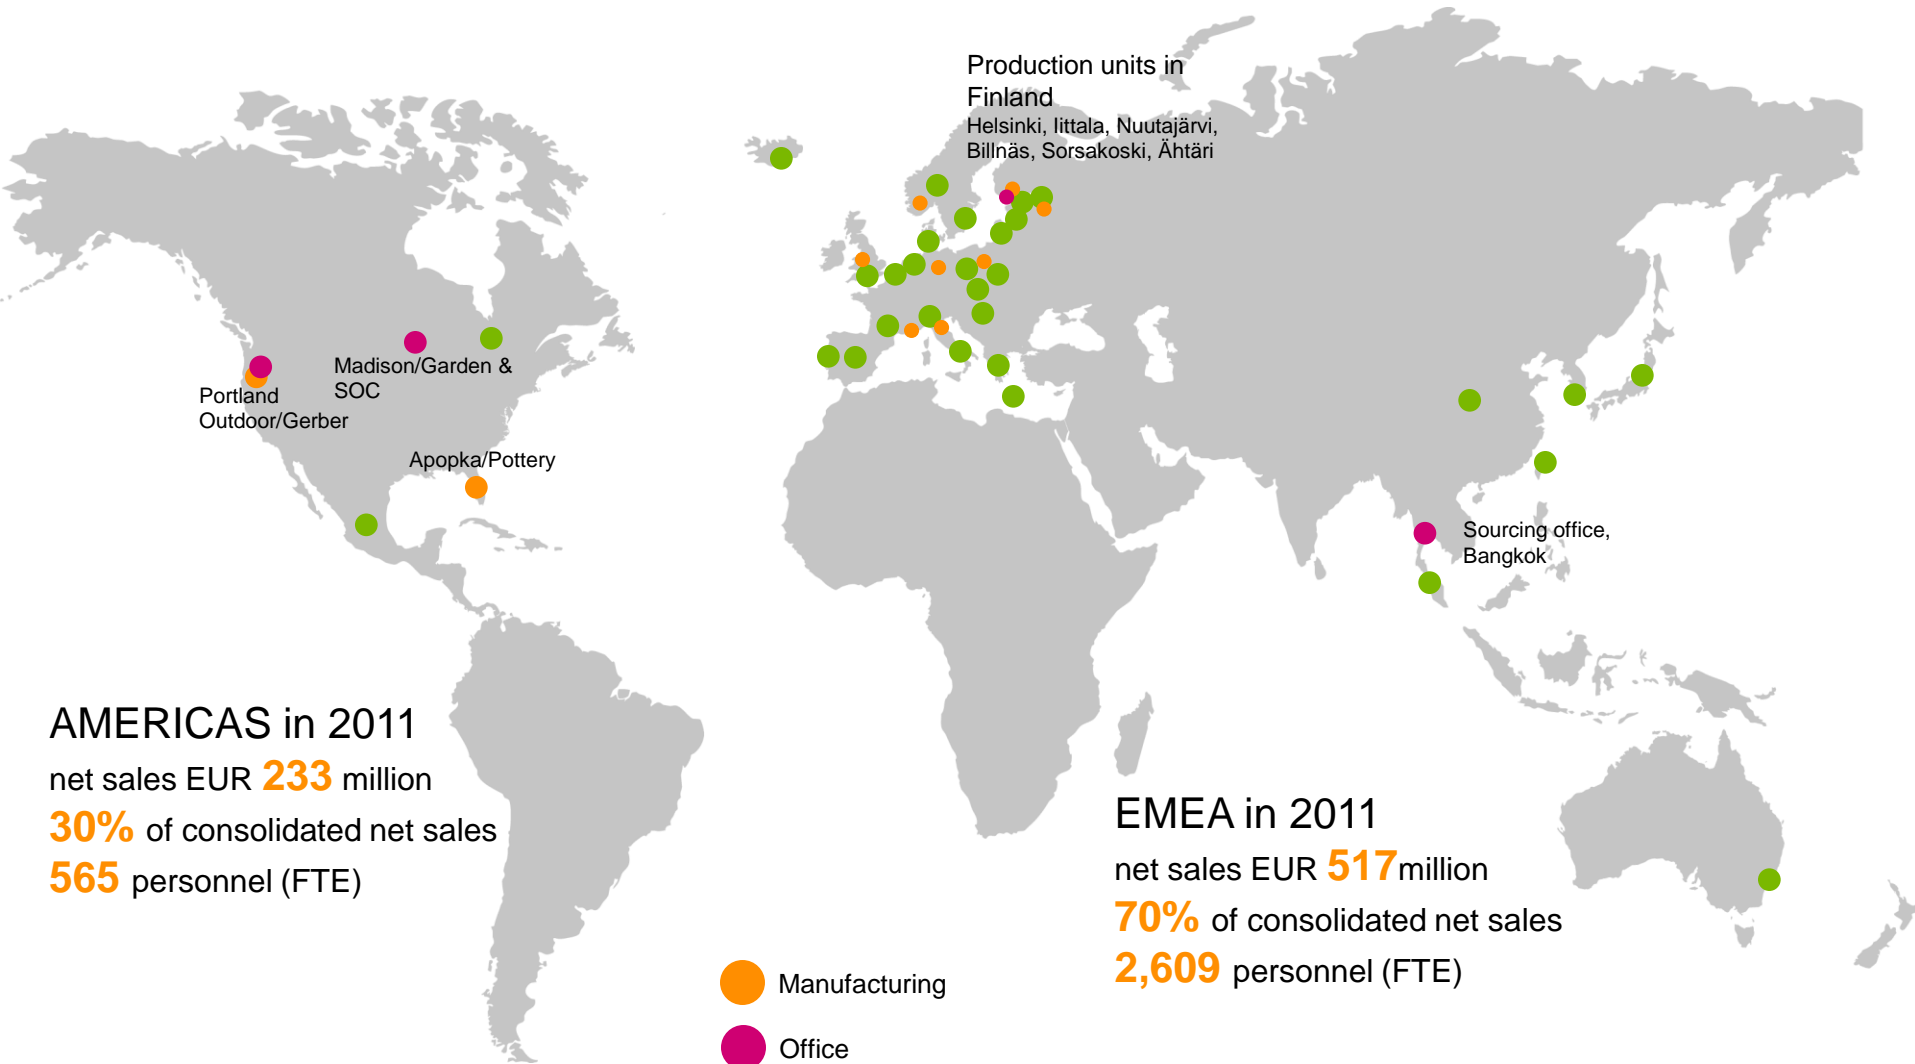 Production units in
Finland
Helsinki, Iittala, Nuutajärvi,
Billnäs, Sorsakoski, Ähtäri
Madison/Garden &
SOC
Portland
Outdoor/Gerber
Apopka/Pottery
Sourcing office,
Bangkok
AMERICAS in 2011
net sales EUR 233 million
30% of consolidated net sales
565 personnel (FTE)
EMEA in 2011
net sales EUR 517million
70% of consolidated net sales
2,609 personnel (FTE)
Manufacturing
Office